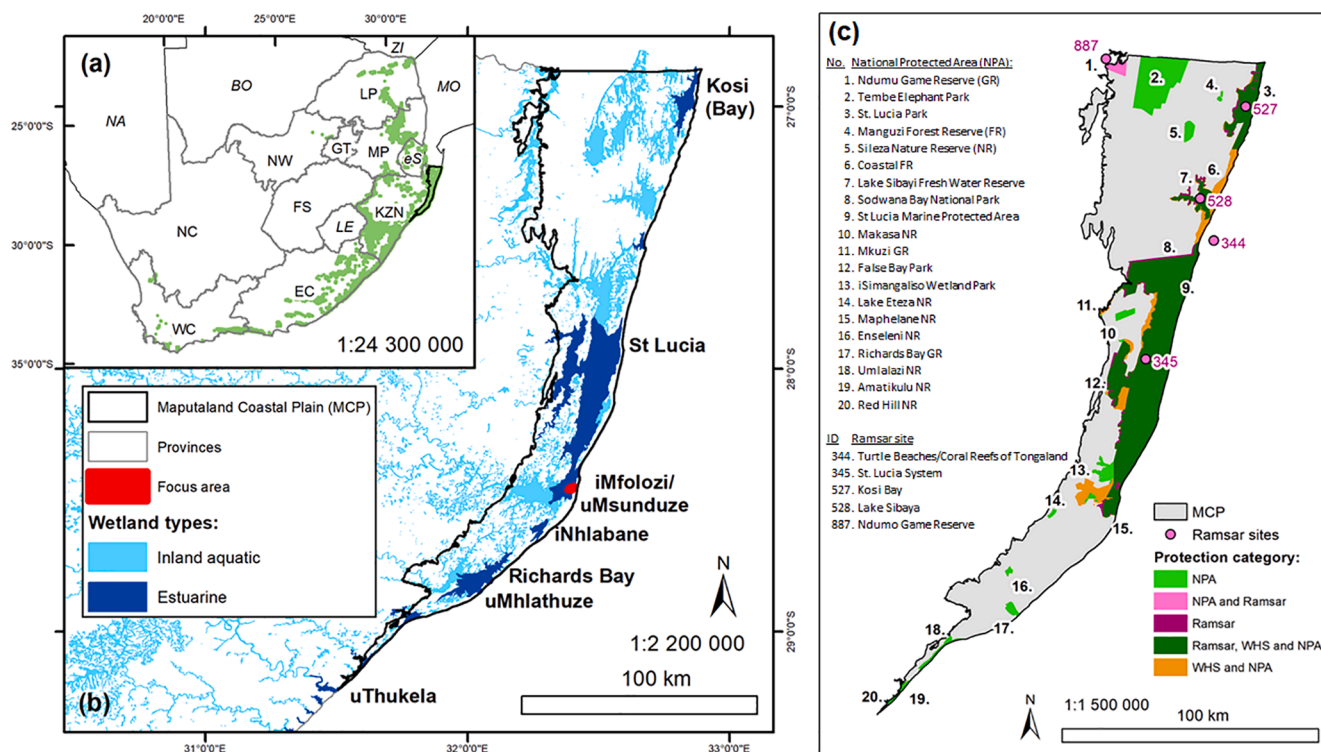 20°0'0"E
25°0'0"E
30°0'0"E
(a)
ZI
BO
LP
MO
NA
NW
GT
MP
eS
FS
KZN
LE
NC
EC
WC
1:24 300 000
25°0'0"S
30°0'0"S
35°0'0"S
Maputaland Coastal Plain (MCP)
Provinces
Focus area
Wetland types:
Inland aquatic
Estuarine
(b)
Kosi
(Bay)
St Lucia
iMfolozi/
uMsunduze
iNhlabane
Richards Bay
uMhlathuze
uThukela
N
1:2 200 000
100 km
27°0'0"S
28°0'0"S
29°0'0"S
31°0'0"E
32°0'0"E
33°0'0"E
(c)
No. National Protected Area (NPA):
1. Ndumu Game Reserve (GR)
2. Tembe Elephant Park
3. St. Lucia Park
4. Manguzi Forest Reserve (FR)
5. Sileza Nature Reserve (NR)
6. Coastal FR
7. Lake Sibayi Fresh Water Reserve
8. Sodwana Bay National Park
9. St Lucia Marine Protected Area
10. Makasa NR
11. Mkuzi GR
12. False Bay Park
13. iSimangaliso Wetland Park
14. Lake Eteza NR
15. Maphelane NR
16. Enseleni NR
17. Richards Bay GR
18. Umlalazi NR
19. Amatikulu NR
20. Red Hill NR
ID Ramsar site
344. Turtle Beaches/Coral Reefs of Tongaland
345. St. Lucia System
527. Kosi Bay
528. Lake Sibaya
887. Ndumo Game Reserve
887
1.
2.
4.
3.
527
5.
6.
7.
528
344
8.
9.
11.
10
345
12.
13.
14.
15.
16.
17.
18.
19.
20.
MCP
Ramsar sites
Protection category:
NPA
NPA and Ramsar
Ramsar
Ramsar, WHS and NPA
WHS and NPA
N
1:1 500 000
100 km